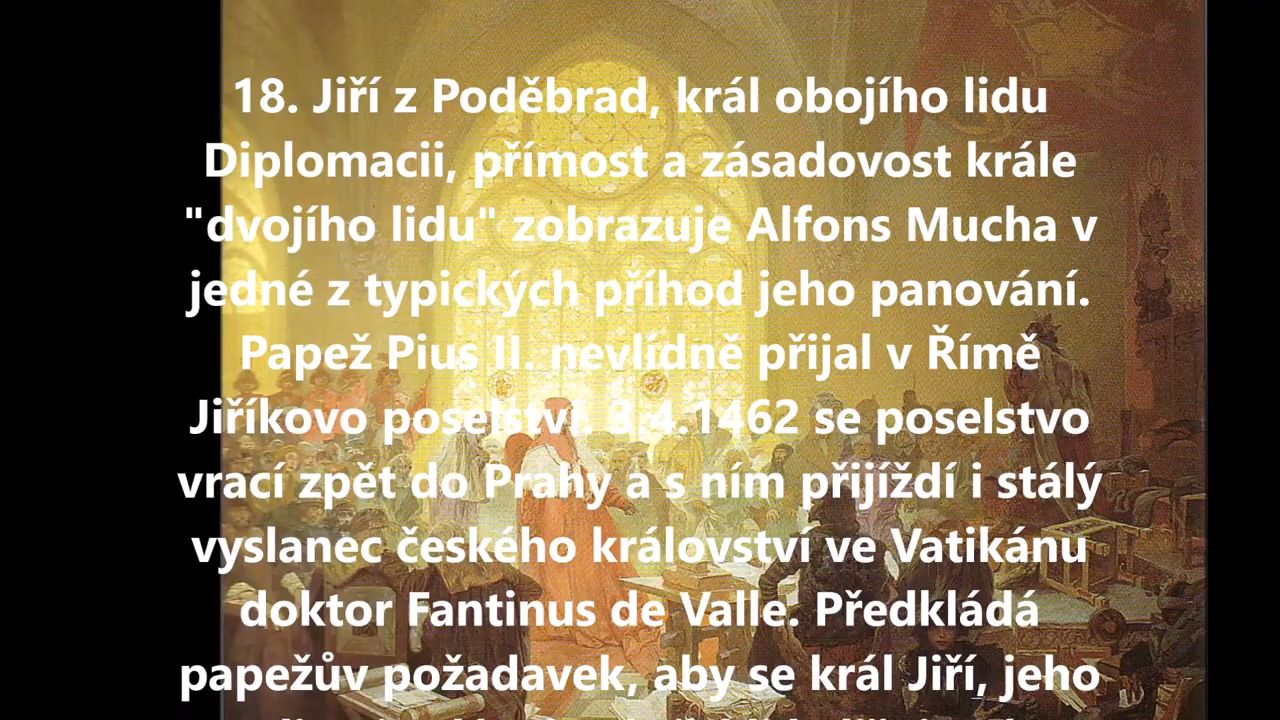 18. Jiří z Poděbrad, král obojího lidu
Diplomacii, přímost a zásadovost krále
"dvojího lidu" zobrazuje Alfons Mucha v
jedné z typických příhod jeho panování.
Papež Pius II. nevlídně přijal v Římě
Jiříkovo poselství. 3.4.1462 se poselstvo
vrací zpět do Prahy a s ním přijíždí i stálý
vyslanec českého království ve Vatikánu
doktor Fantinus de Valle. Předkládá
papežův požadavek, aby se král Jiří, jeho